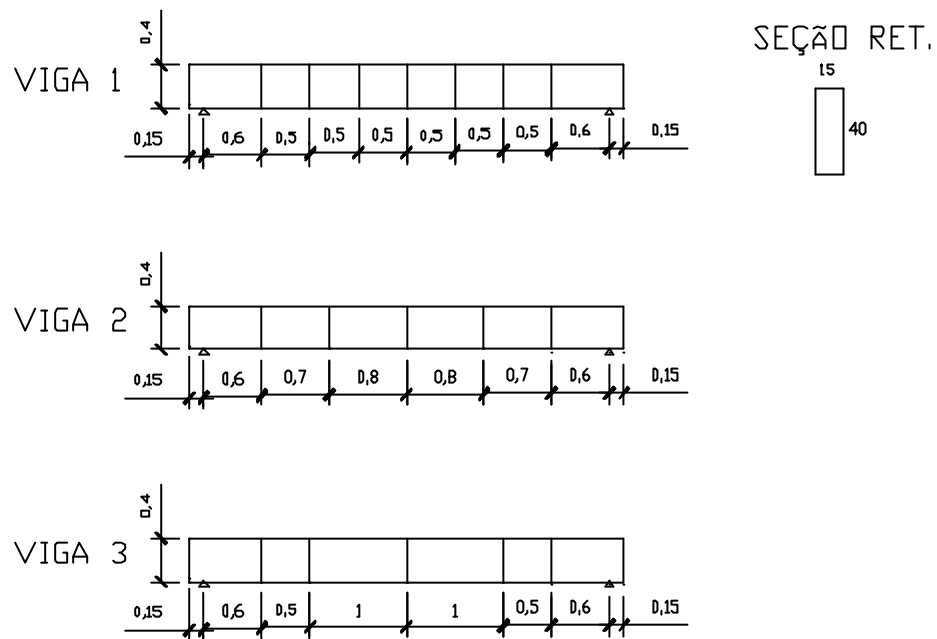 SEÇÃO RET.
15
40
0,4
VIGA 1
0,15 0,6 0,5 0,5 0,5 0,5 0,5 0,5 0,6 0,15
0,4
VIGA 2
0,15 0,6 0,7 0,8 0,8 0,7 0,6 0,15
0,4
VIGA 3
0,15 0,6 0,5 1 1 0,5 0,6 0,15